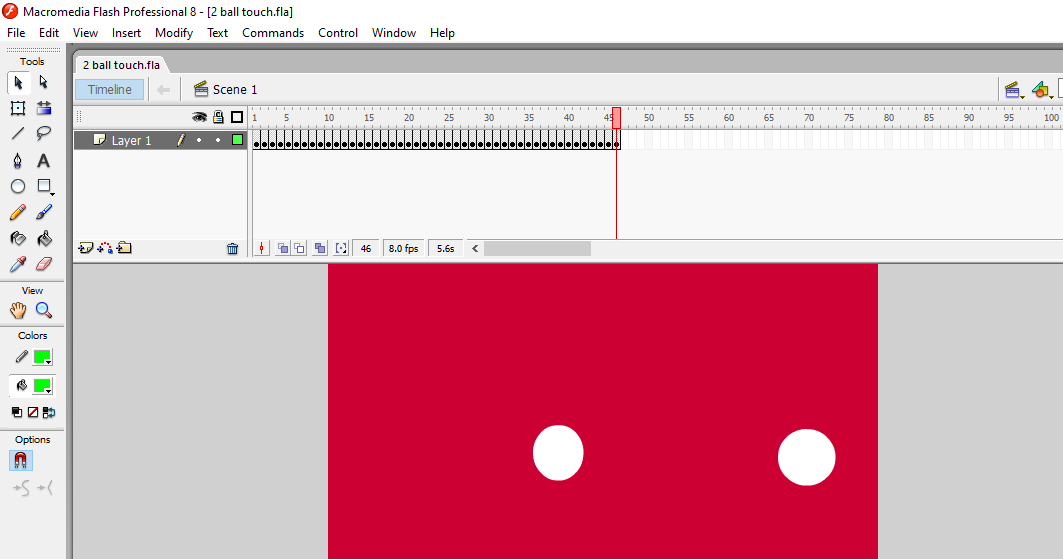 Macromedia Flash Professional 8 - [2 ball touch.fla]
File Edit View Insert Modify Text Commands Control Window Help
Tools
2 ball touch.fla
Timeline Scene 1
1 5 10 15 20 25 30 35 40 45 50 55 60 65 70 75 80 85 90 95 100
Layer 1
A
46 8.0 fps 5.6s
View
Colors
Options